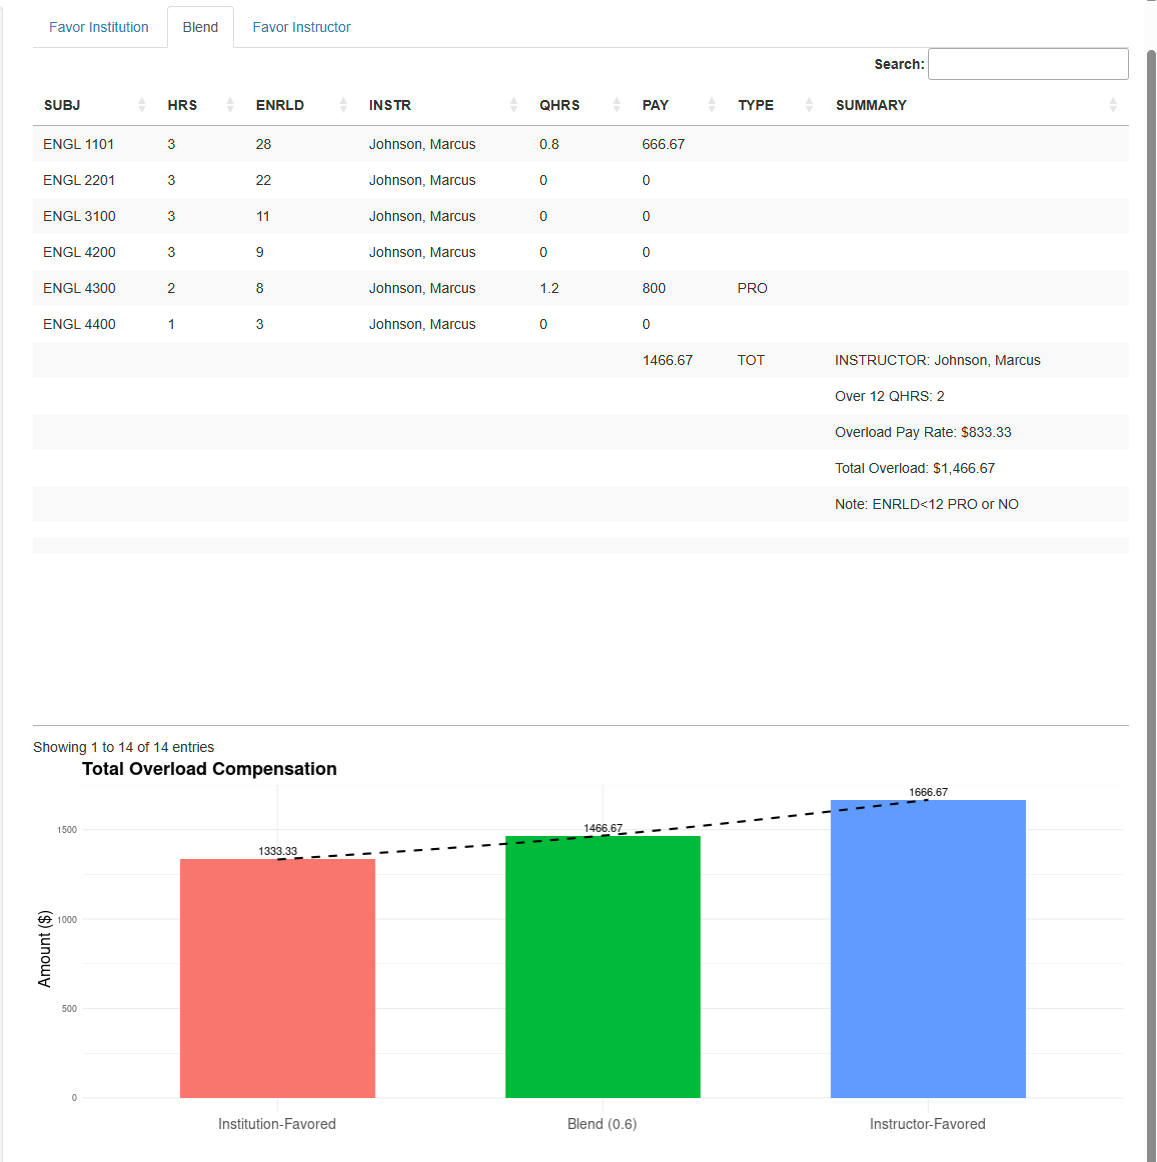 Favor Institution Blend Favor Instructor
Search:
SUBJ HRS ENRLD INSTR QHRS PAY TYPE SUMMARY
ENGL 1101 3 28 Johnson, Marcus 0.8 666.67
ENGL 2201 3 22 Johnson, Marcus 0 0
ENGL 3100 3 11 Johnson, Marcus 0 0
ENGL 4200 3 9 Johnson, Marcus 0 0
ENGL 4300 2 8 Johnson, Marcus 1.2 800 PRO
ENGL 4400 1 3 Johnson, Marcus 0 0
1466.67 TOT INSTRUCTOR: Johnson, Marcus
Over 12 QHRS: 2
Overload Pay Rate: $833.33
Total Overload: $1,466.67
Note: ENRLD<12 PRO or NO
Showing 1 to 14 of 14 entries
Total Overload Compensation
1666.67
1466.67
1333.33
1500
1000
500
0
Amount ($)
Institution-Favored Blend (0.6) Instructor-Favored